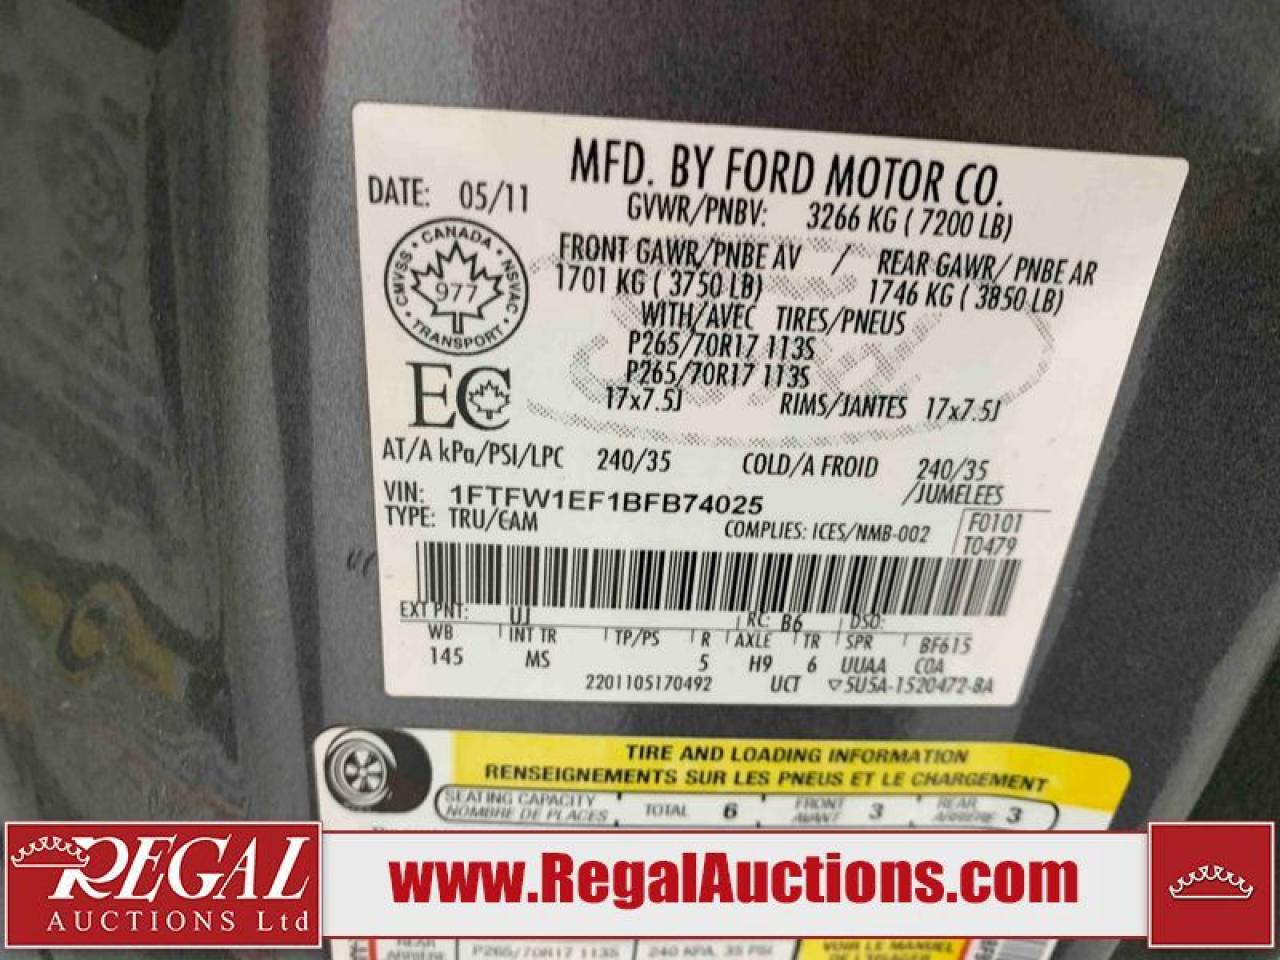 MFD. BY FORD MOTOR CO.
DATE: 05/11
GVWR/PNBV: 3266 KG ( 7200 LB)
FRONT GAWR/PNBE AV / REAR GAWR/ PNBE AR
1701 KG ( 3750 LB) 1746 KG ( 3850 LB)
WITH/AVEC TIRES/PNEUS
P265/70R17 113S
P265/70R17 113S
17x7.5J RIMS/JANTES 17x7.5J
CANADA
CMVSS · NSVAC
977
TRANSPORT
EC
AT/A kPa/PSI/LPC 240/35 COLD/A FROID 240/35
/JUMELEES
VIN: 1FTFW1EF1BFB74025
TYPE: TRU/CAM COMPLIES: ICES/NMB-002
F0101
T0479
EXT PNT: UJ RC: B6 DSO:
WB INT TR TP/PS R AXLE TR SPR BF615
145 MS 5 H9 6 UUAA COA
2201105170492 UCT ▽5U5A-1520472-BA
TIRE AND LOADING INFORMATION
RENSEIGNEMENTS SUR LES PNEUS ET LE CHARGEMENT
SEATING CAPACITY
NOMBRE DE PLACES
TOTAL 6 FRONT AVANT 3 REAR ARRIÈRE 3
REGAL
AUCTIONS Ltd
www.RegalAuctions.com
REAR
ARRIÈRE
P265/70R17 113S 240 KPA, 35 PSI
VOIR LE MANUEL